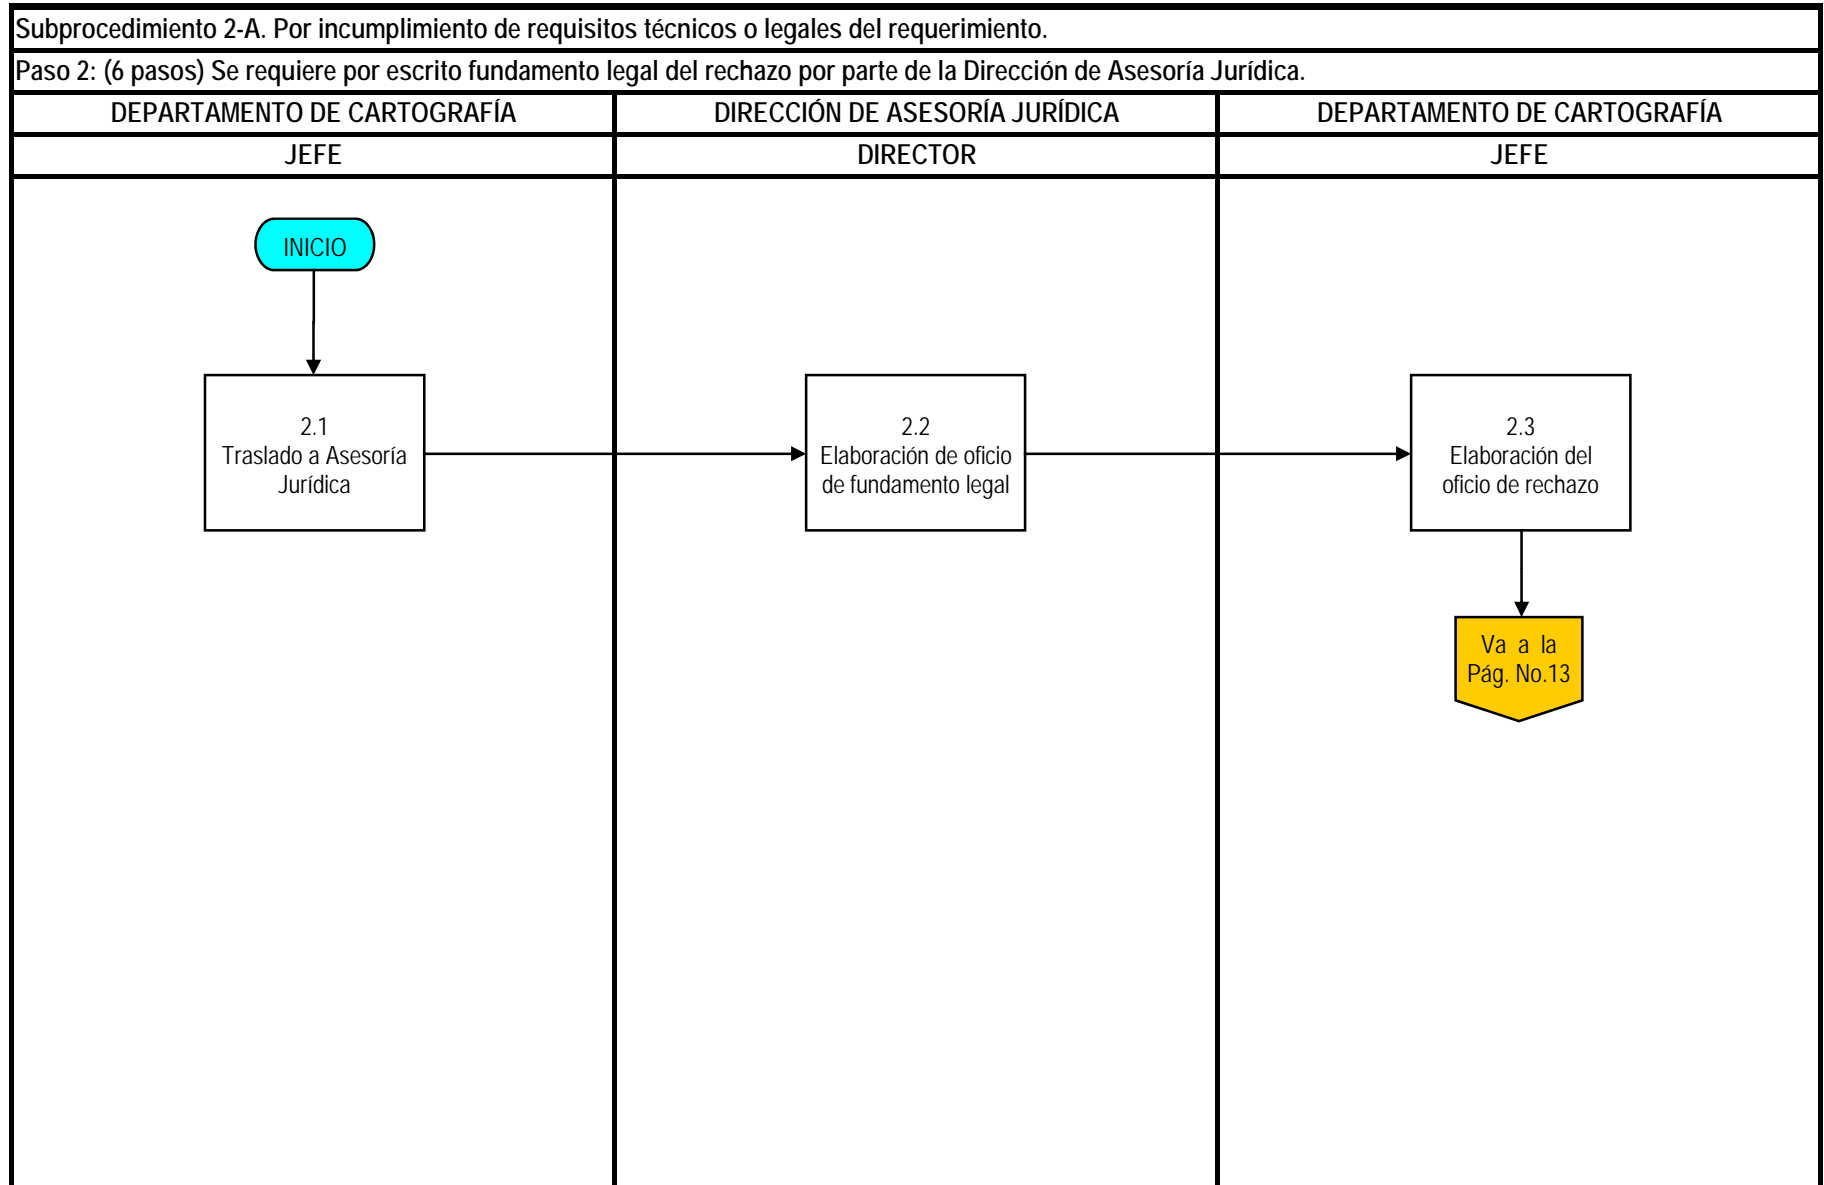 Subprocedimiento 2-A. Por incumplimiento de requisitos técnicos o legales del requerimiento.
Paso 2: (6 pasos) Se requiere por escrito fundamento legal del rechazo por parte de la Dirección de Asesoría Jurídica.
DEPARTAMENTO DE CARTOGRAFÍA
DIRECCIÓN DE ASESORÍA JURÍDICA
DEPARTAMENTO DE CARTOGRAFÍA
JEFE
DIRECTOR
JEFE
INICIO
2.1
Traslado a Asesoría
Jurídica
2.2
Elaboración de oficio
de fundamento legal
2.3
Elaboración del
oficio de rechazo
Va a la
Pág. No.13